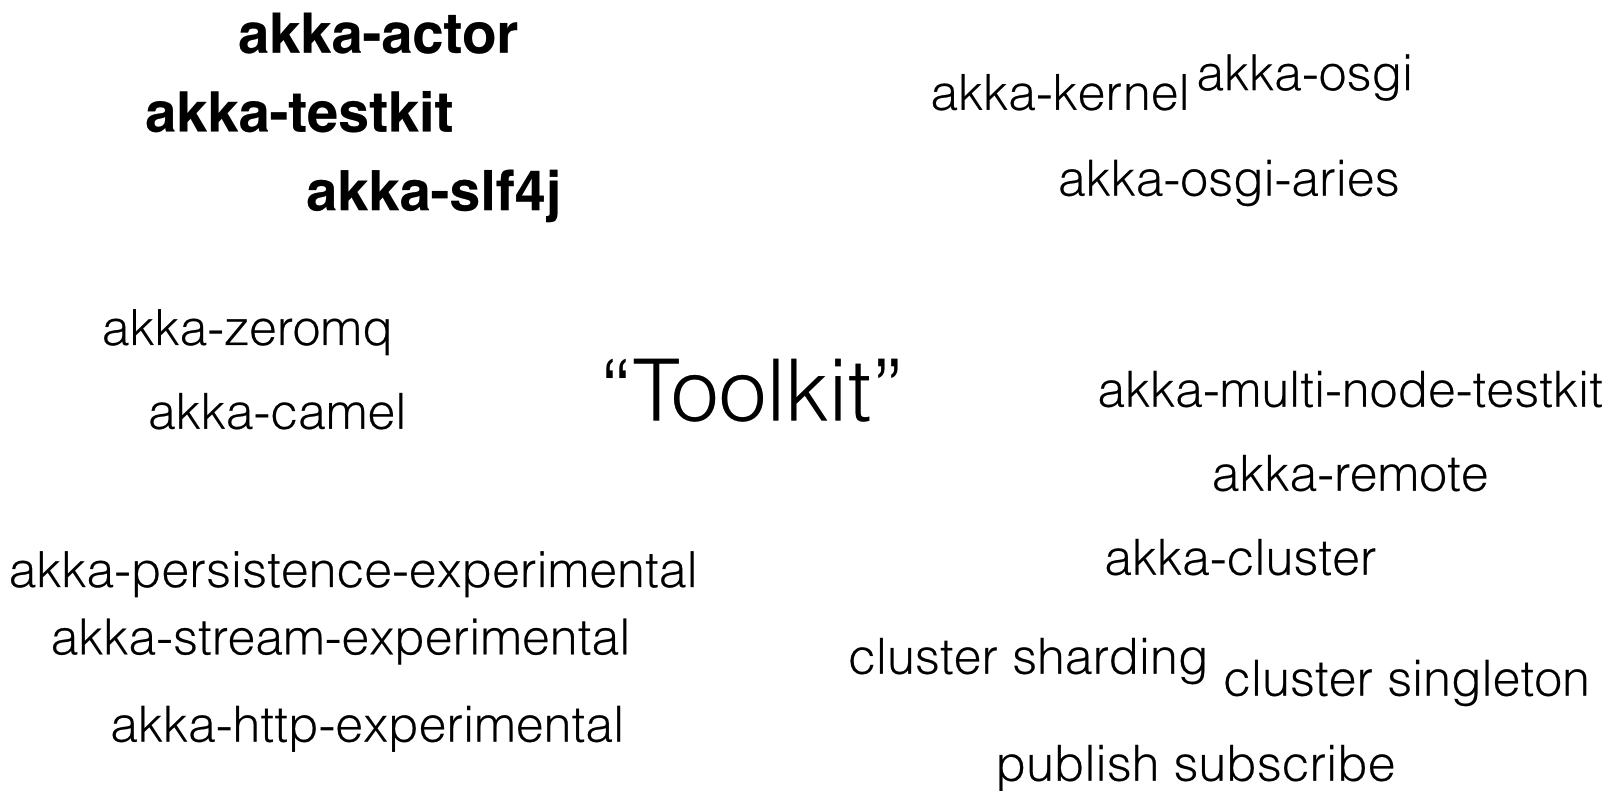 akka-actor
akka-testkit
akka-slf4j
akka-kernel
akka-osgi
akka-osgi-aries
akka-zeromq
akka-camel
“Toolkit”
akka-multi-node-testkit
akka-remote
akka-cluster
akka-persistence-experimental
akka-stream-experimental
akka-http-experimental
cluster sharding
cluster singleton
publish subscribe